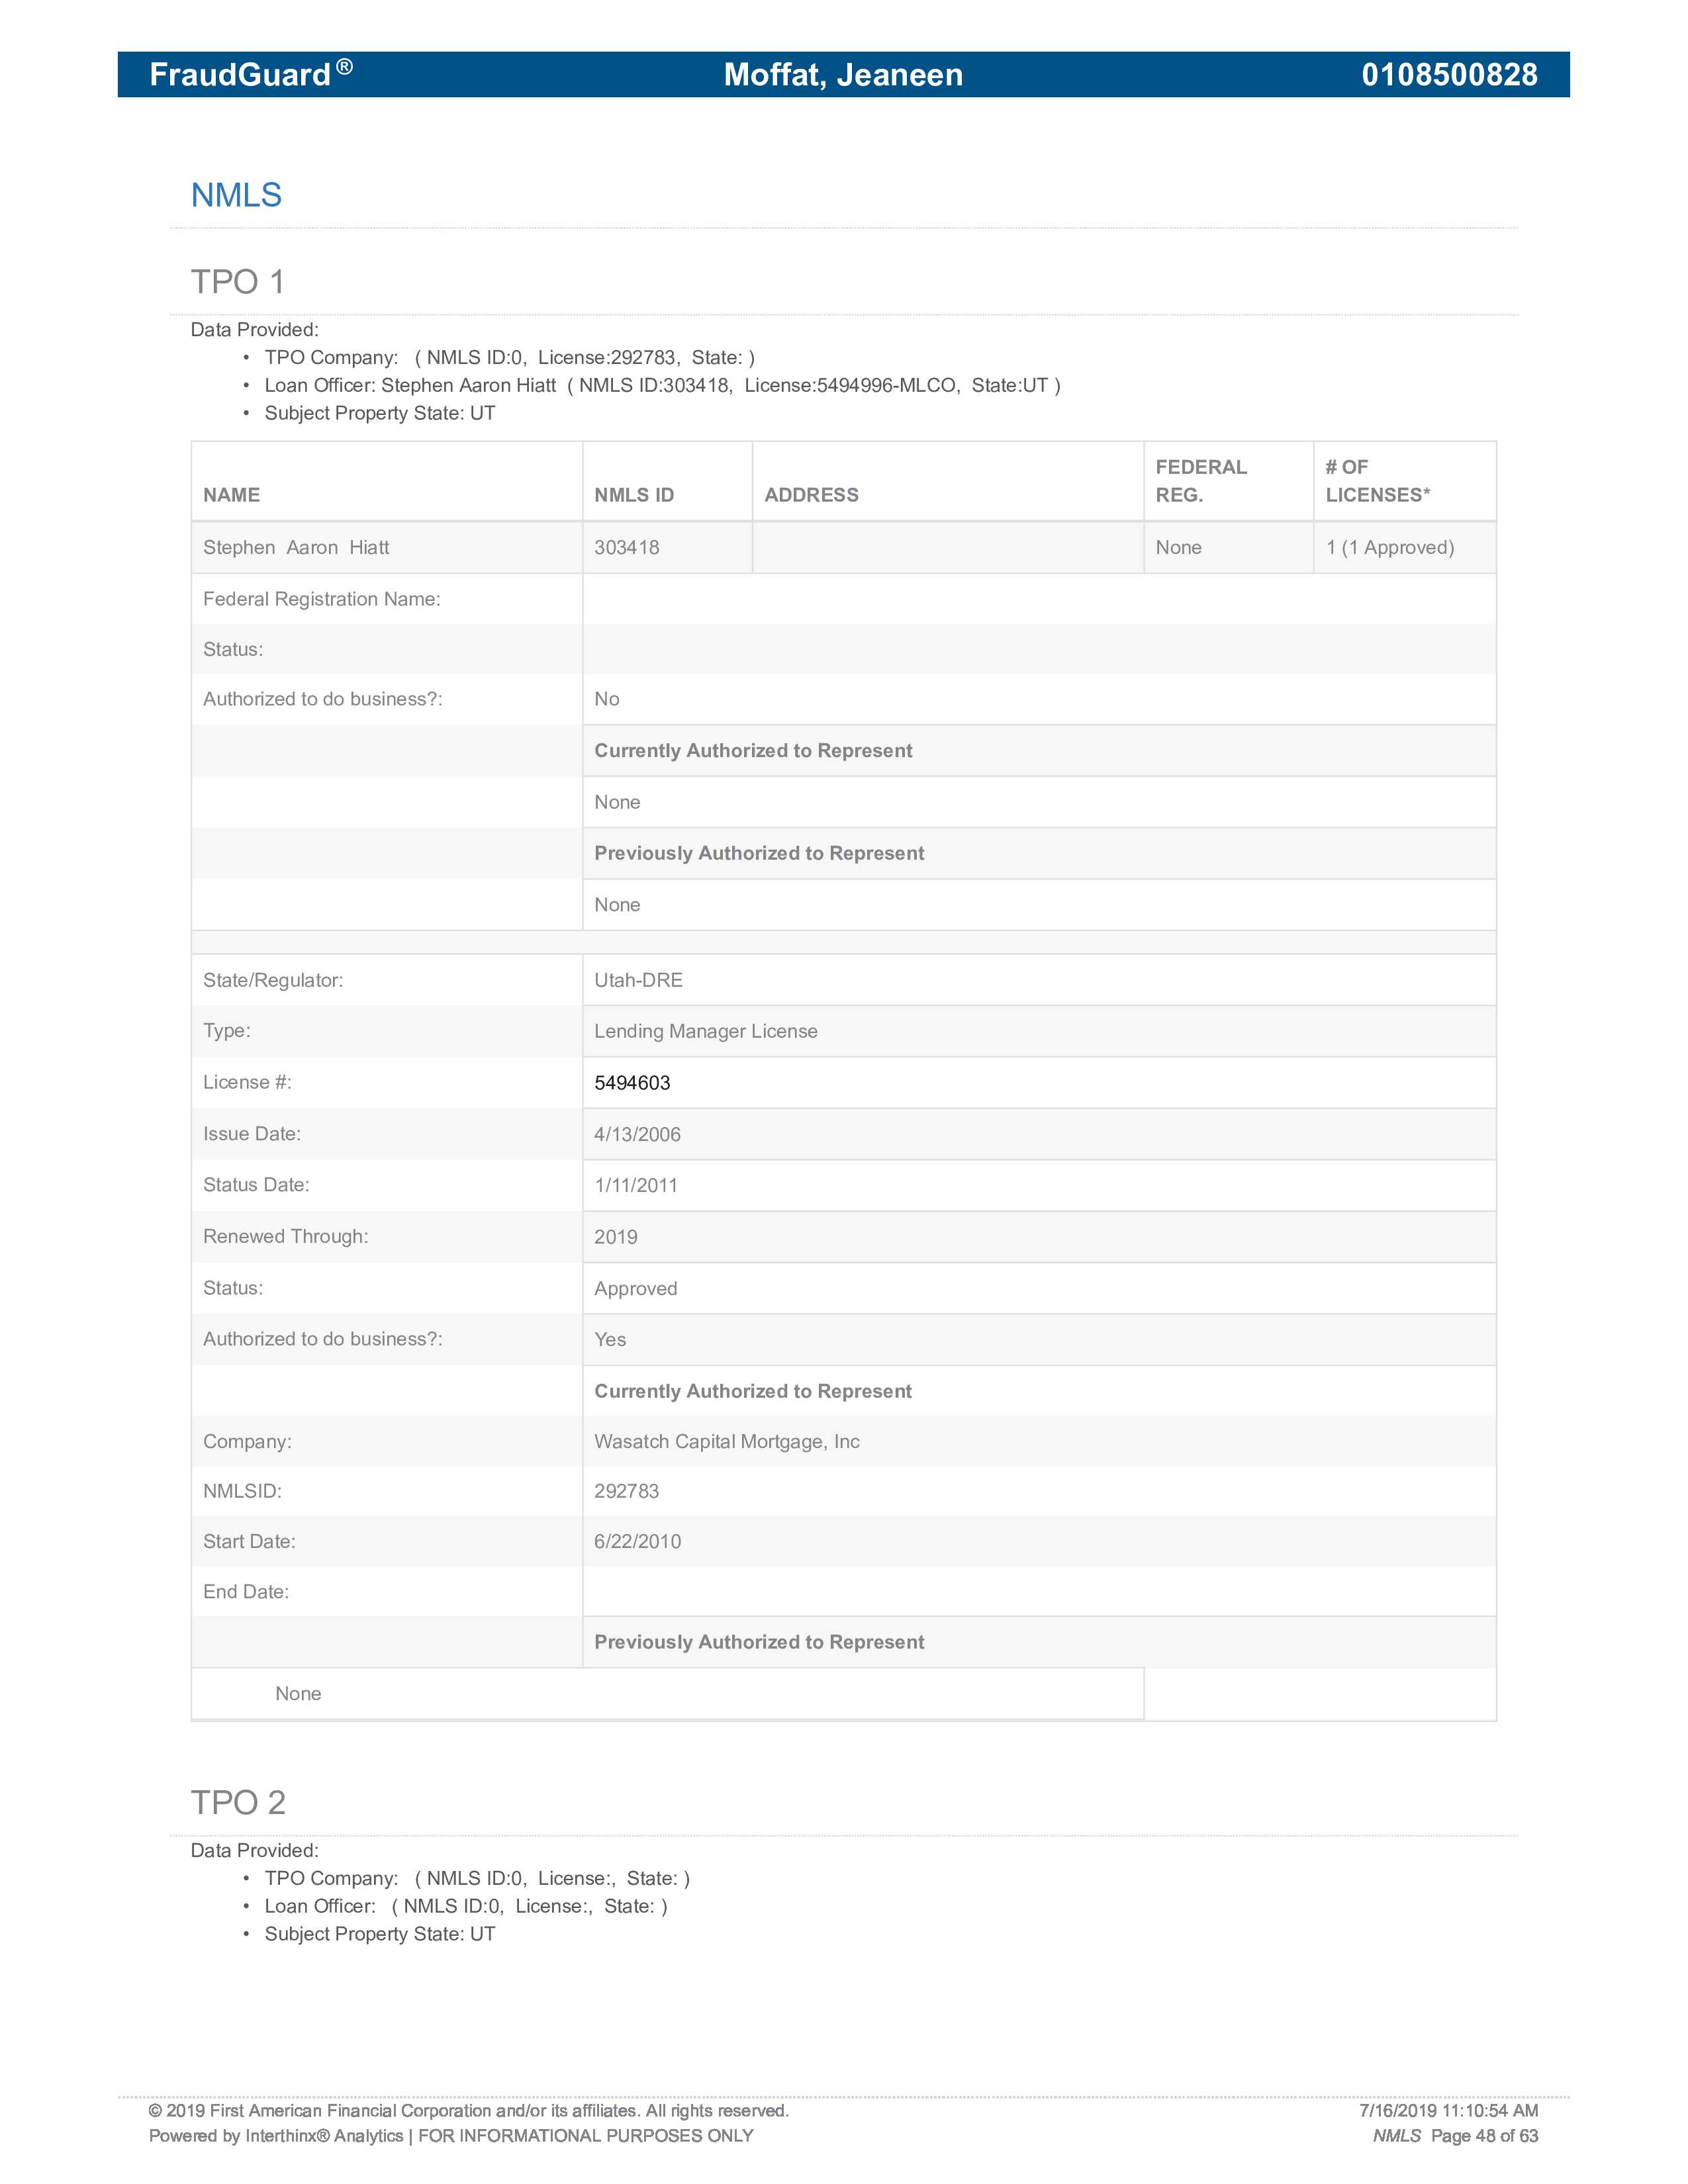 FraudGuard® Moffat, Jeaneen 0108500828
NMLS
TPO 1
Data Provided:
• TPO Company: ( NMLS ID:0, License:292783, State: )
• Loan Officer: Stephen Aaron Hiatt ( NMLS ID:303418, License:5494996-MLCO, State:UT )
• Subject Property State: UT
NAME NMLS ID ADDRESS FEDERAL REG. # OF LICENSES*
Stephen Aaron Hiatt 303418 None 1 (1 Approved)
Federal Registration Name:
Status:
Authorized to do business?: No
Currently Authorized to Represent
None
Previously Authorized to Represent
None
State/Regulator: Utah-DRE
Type: Lending Manager License
License #: 5494603
Issue Date: 4/13/2006
Status Date: 1/11/2011
Renewed Through: 2019
Status: Approved
Authorized to do business?: Yes
Currently Authorized to Represent
Company: Wasatch Capital Mortgage, Inc
NMLSID: 292783
Start Date: 6/22/2010
End Date:
Previously Authorized to Represent
None
TPO 2
Data Provided:
• TPO Company: ( NMLS ID:0, License:, State: )
• Loan Officer: ( NMLS ID:0, License:, State: )
• Subject Property State: UT
© 2019 First American Financial Corporation and/or its affiliates. All rights reserved. 7/16/2019 11:10:54 AM
Powered by Interthinx® Analytics | FOR INFORMATIONAL PURPOSES ONLY NMLS Page 48 of 63